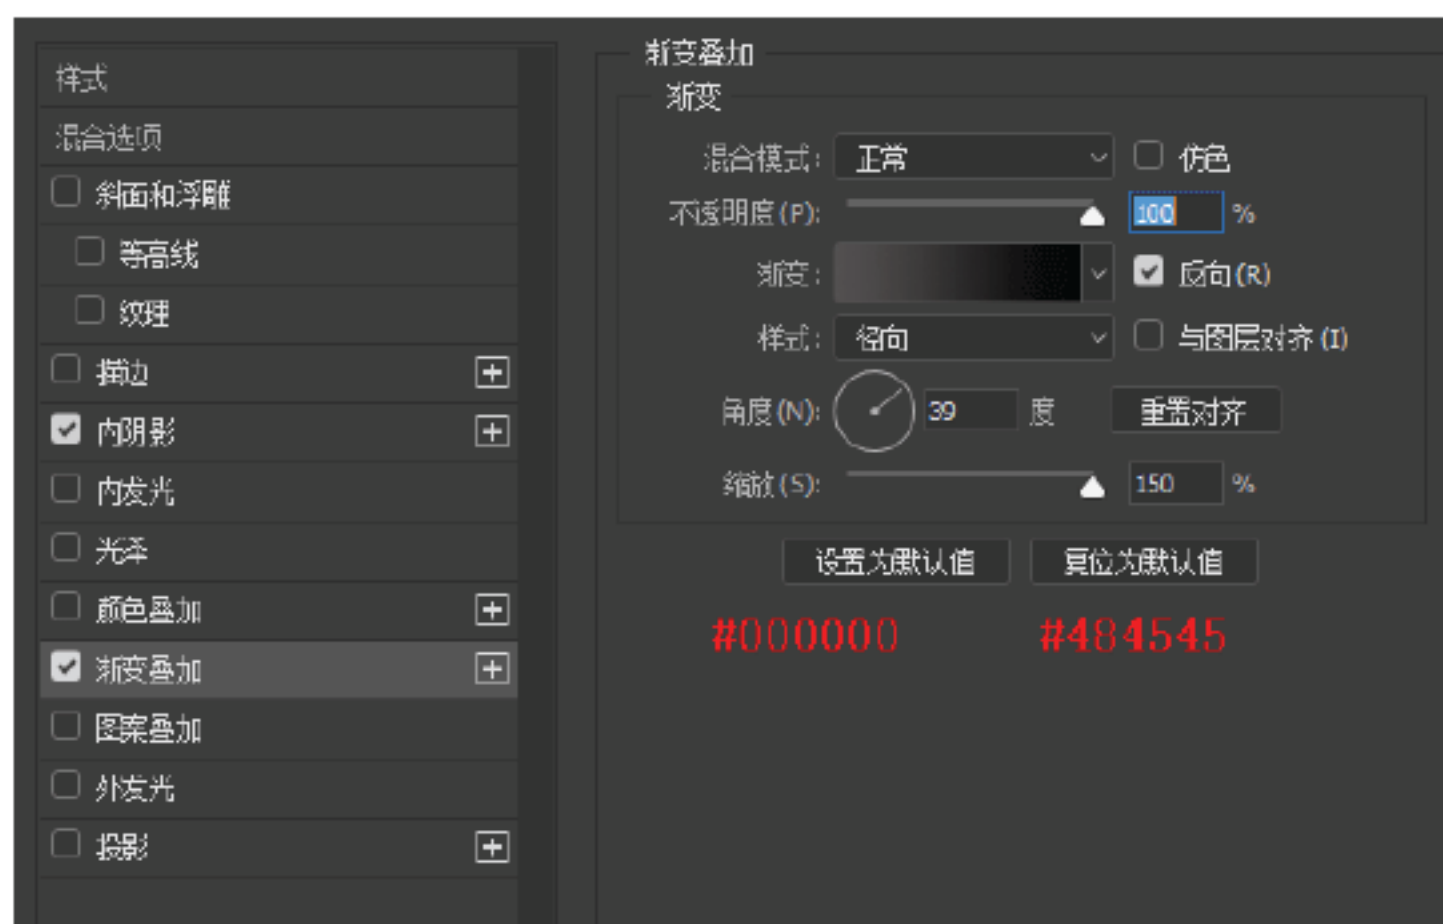 样式
混合选项
斜面和浮雕
等高线
纹理
描边
内阴影
内发光
光泽
颜色叠加
渐变叠加
图案叠加
外发光
投影
渐变叠加
渐变
混合模式: 正常 仿色
不透明度(P): 100 %
渐变: 反向(R)
样式: 径向 与图层对齐(I)
角度(N): 39 度 重置对齐
缩放(S): 150 %
设置为默认值 复位为默认值
#000000 #484545